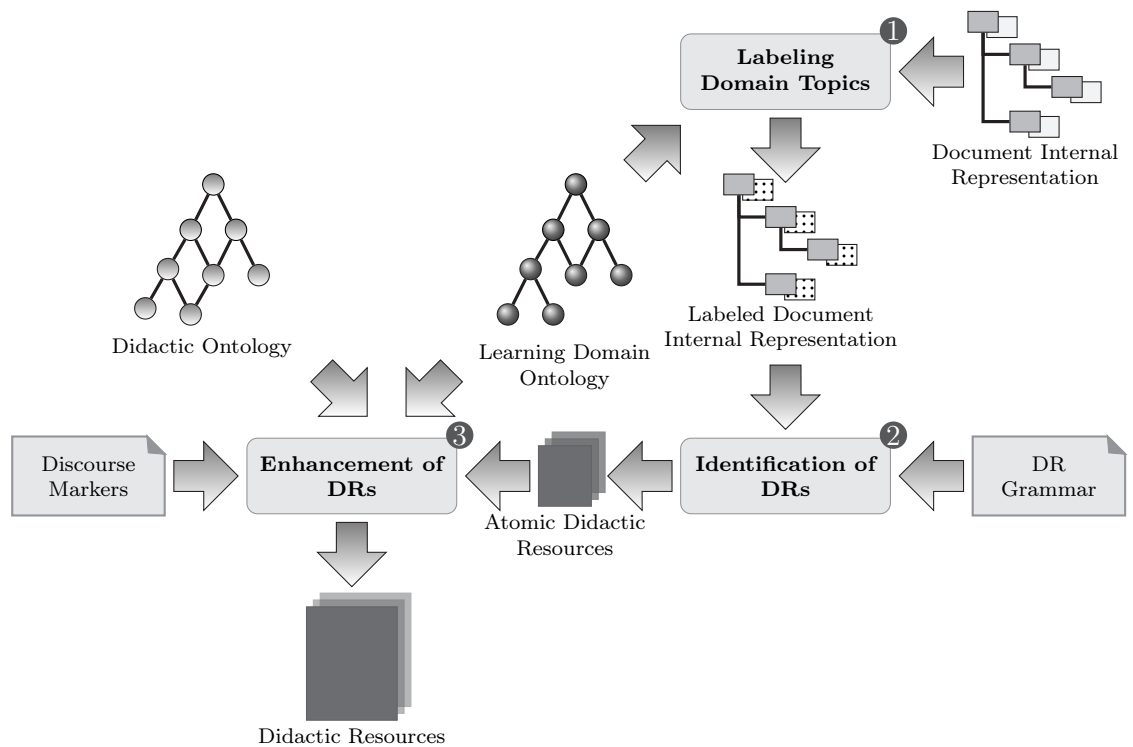 1
Labeling
Domain Topics
Document Internal
Representation
Labeled Document
Internal Representation
Didactic Ontology
Learning Domain
Ontology
3
2
Discourse
Markers
Enhancement of
DRs
Atomic Didactic
Resources
Identification of
DRs
DR
Grammar
Didactic Resources